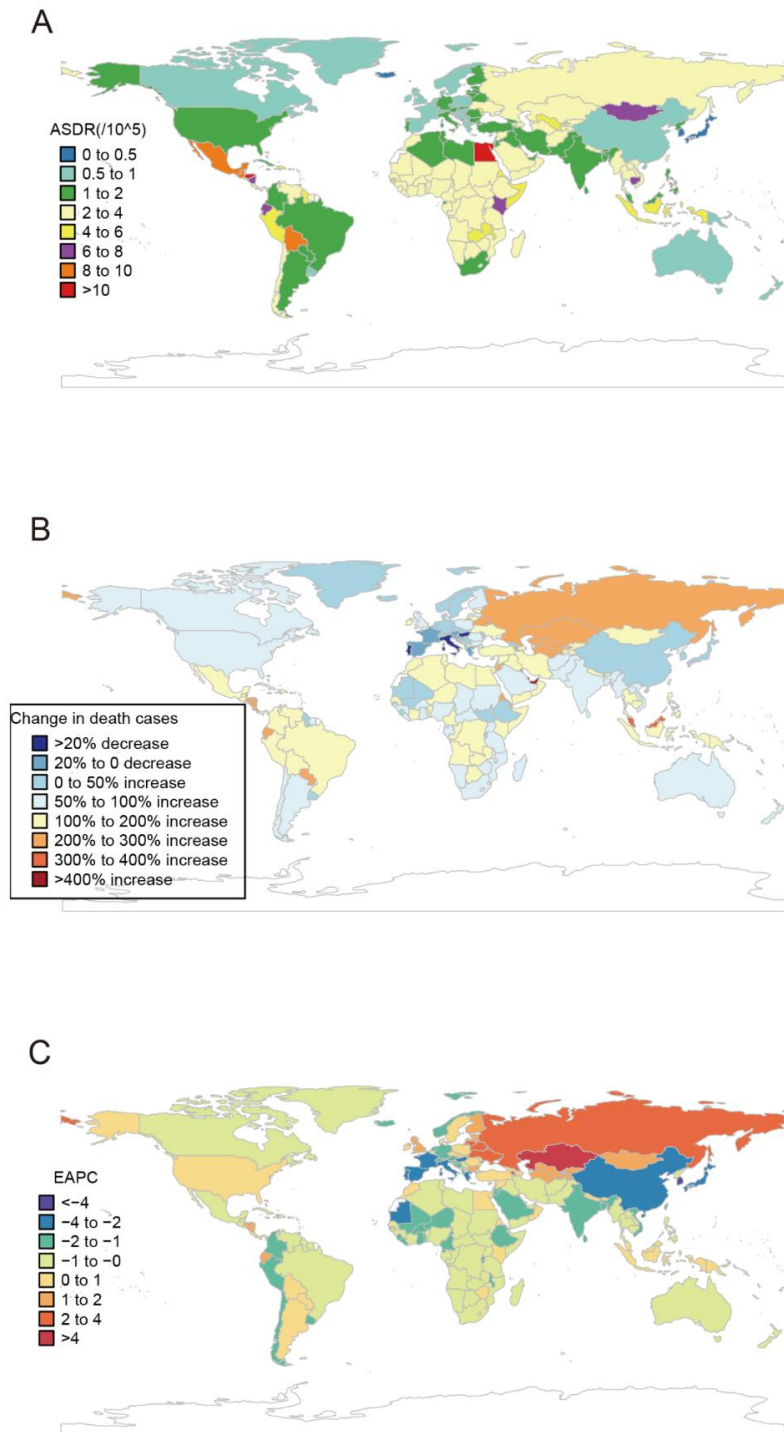 A
ASDR(/10^5)
0 to 0.5
0.5 to 1
1 to 2
2 to 4
4 to 6
6 to 8
8 to 10
>10
B
Change in death cases
>20% decrease
20% to 0 decrease
0 to 50% increase
50% to 100% increase
100% to 200% increase
200% to 300% increase
300% to 400% increase
>400% increase
C
EAPC
<−4
−4 to −2
−2 to −1
−1 to −0
0 to 1
1 to 2
2 to 4
>4